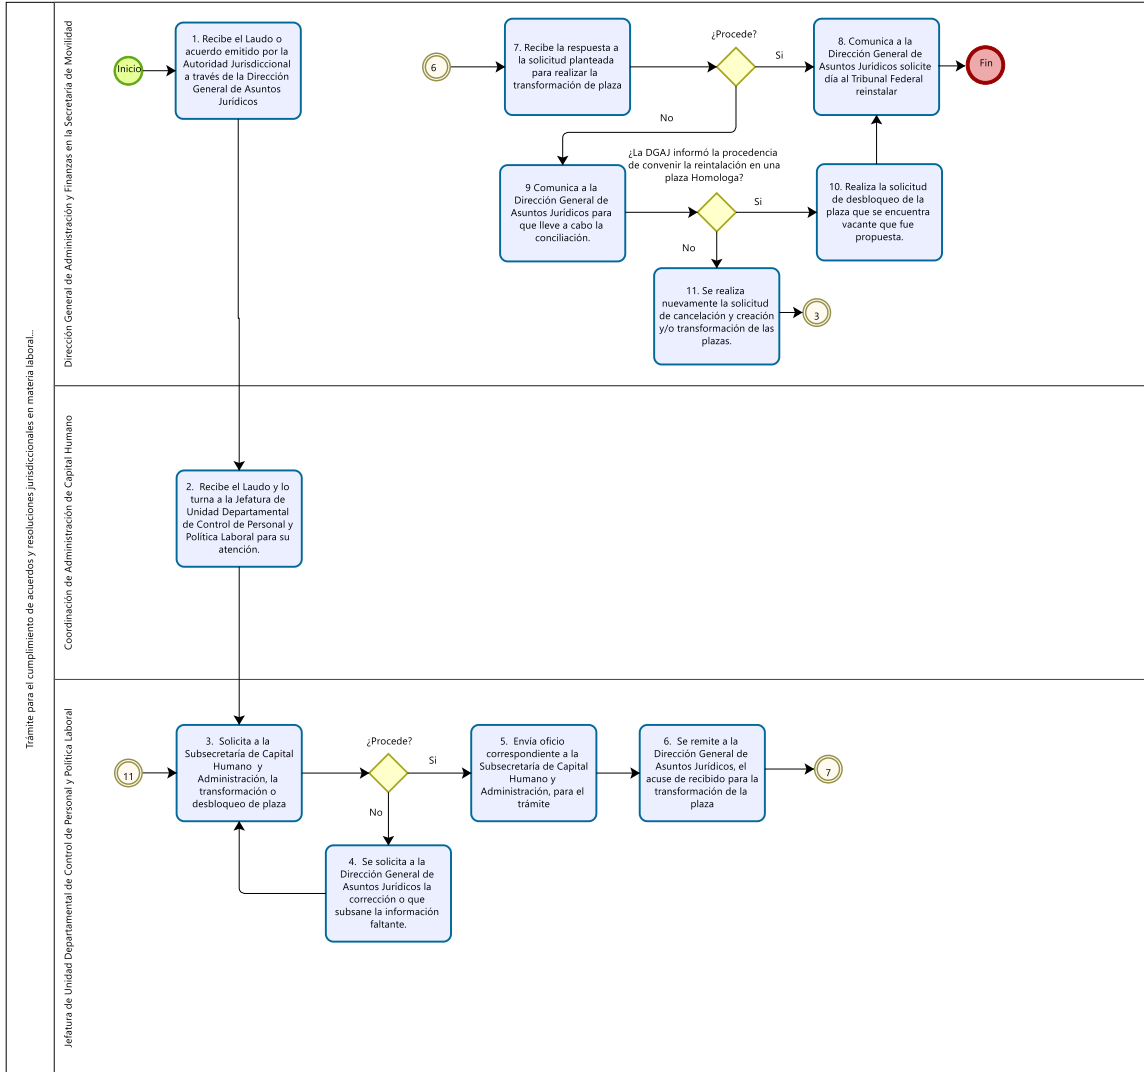 Trámite para el cumplimiento de acuerdos y resoluciones jurisdiccionales en materia laboral...
Dirección General de Administración y Finanzas en la Secretaría de Movilidad
Inicio
1. Recibe el Laudo o
acuerdo emitido por la
Autoridad Jurisdiccional
a través de la Dirección
General de Asuntos
Jurídicos
6
7. Recibe la respuesta a
la solicitud planteada
para realizar la
transformación de plaza
¿Procede?
Si
No
8. Comunica a la
Dirección General de
Asuntos Jurídicos solicite
día al Tribunal Federal
reinstalar
Fin
9 Comunica a la
Dirección General de
Asuntos Jurídicos para
que lleve a cabo la
conciliación.
¿La DGAJ informó la procedencia
de convenir la reintalación en una
plaza Homologa?
Si
No
10. Realiza la solicitud
de desbloqueo de la
plaza que se encuentra
vacante que fue
propuesta.
11. Se realiza
nuevamente la solicitud
de cancelación y creación
y/o transformación de las
plazas.
3
Coordinación de Administración de Capital Humano
2. Recibe el Laudo y lo
turna a la Jefatura de
Unidad Departamental
de Control de Personal y
Política Laboral para su
atención.
Jefatura de Unidad Departamental de Control de Personal y Política Laboral
11
3. Solicita a la
Subsecretaría de Capital
Humano y
Administración, la
transformación o
desbloqueo de plaza
¿Procede?
Si
No
4. Se solicita a la
Dirección General de
Asuntos Jurídicos la
corrección o que
subsane la información
faltante.
5. Envía oficio
correspondiente a la
Subsecretaría de Capital
Humano y
Administración, para el
trámite
6. Se remite a la
Dirección General de
Asuntos Jurídicos, el
acuse de recibido para la
transformación de la
plaza
7